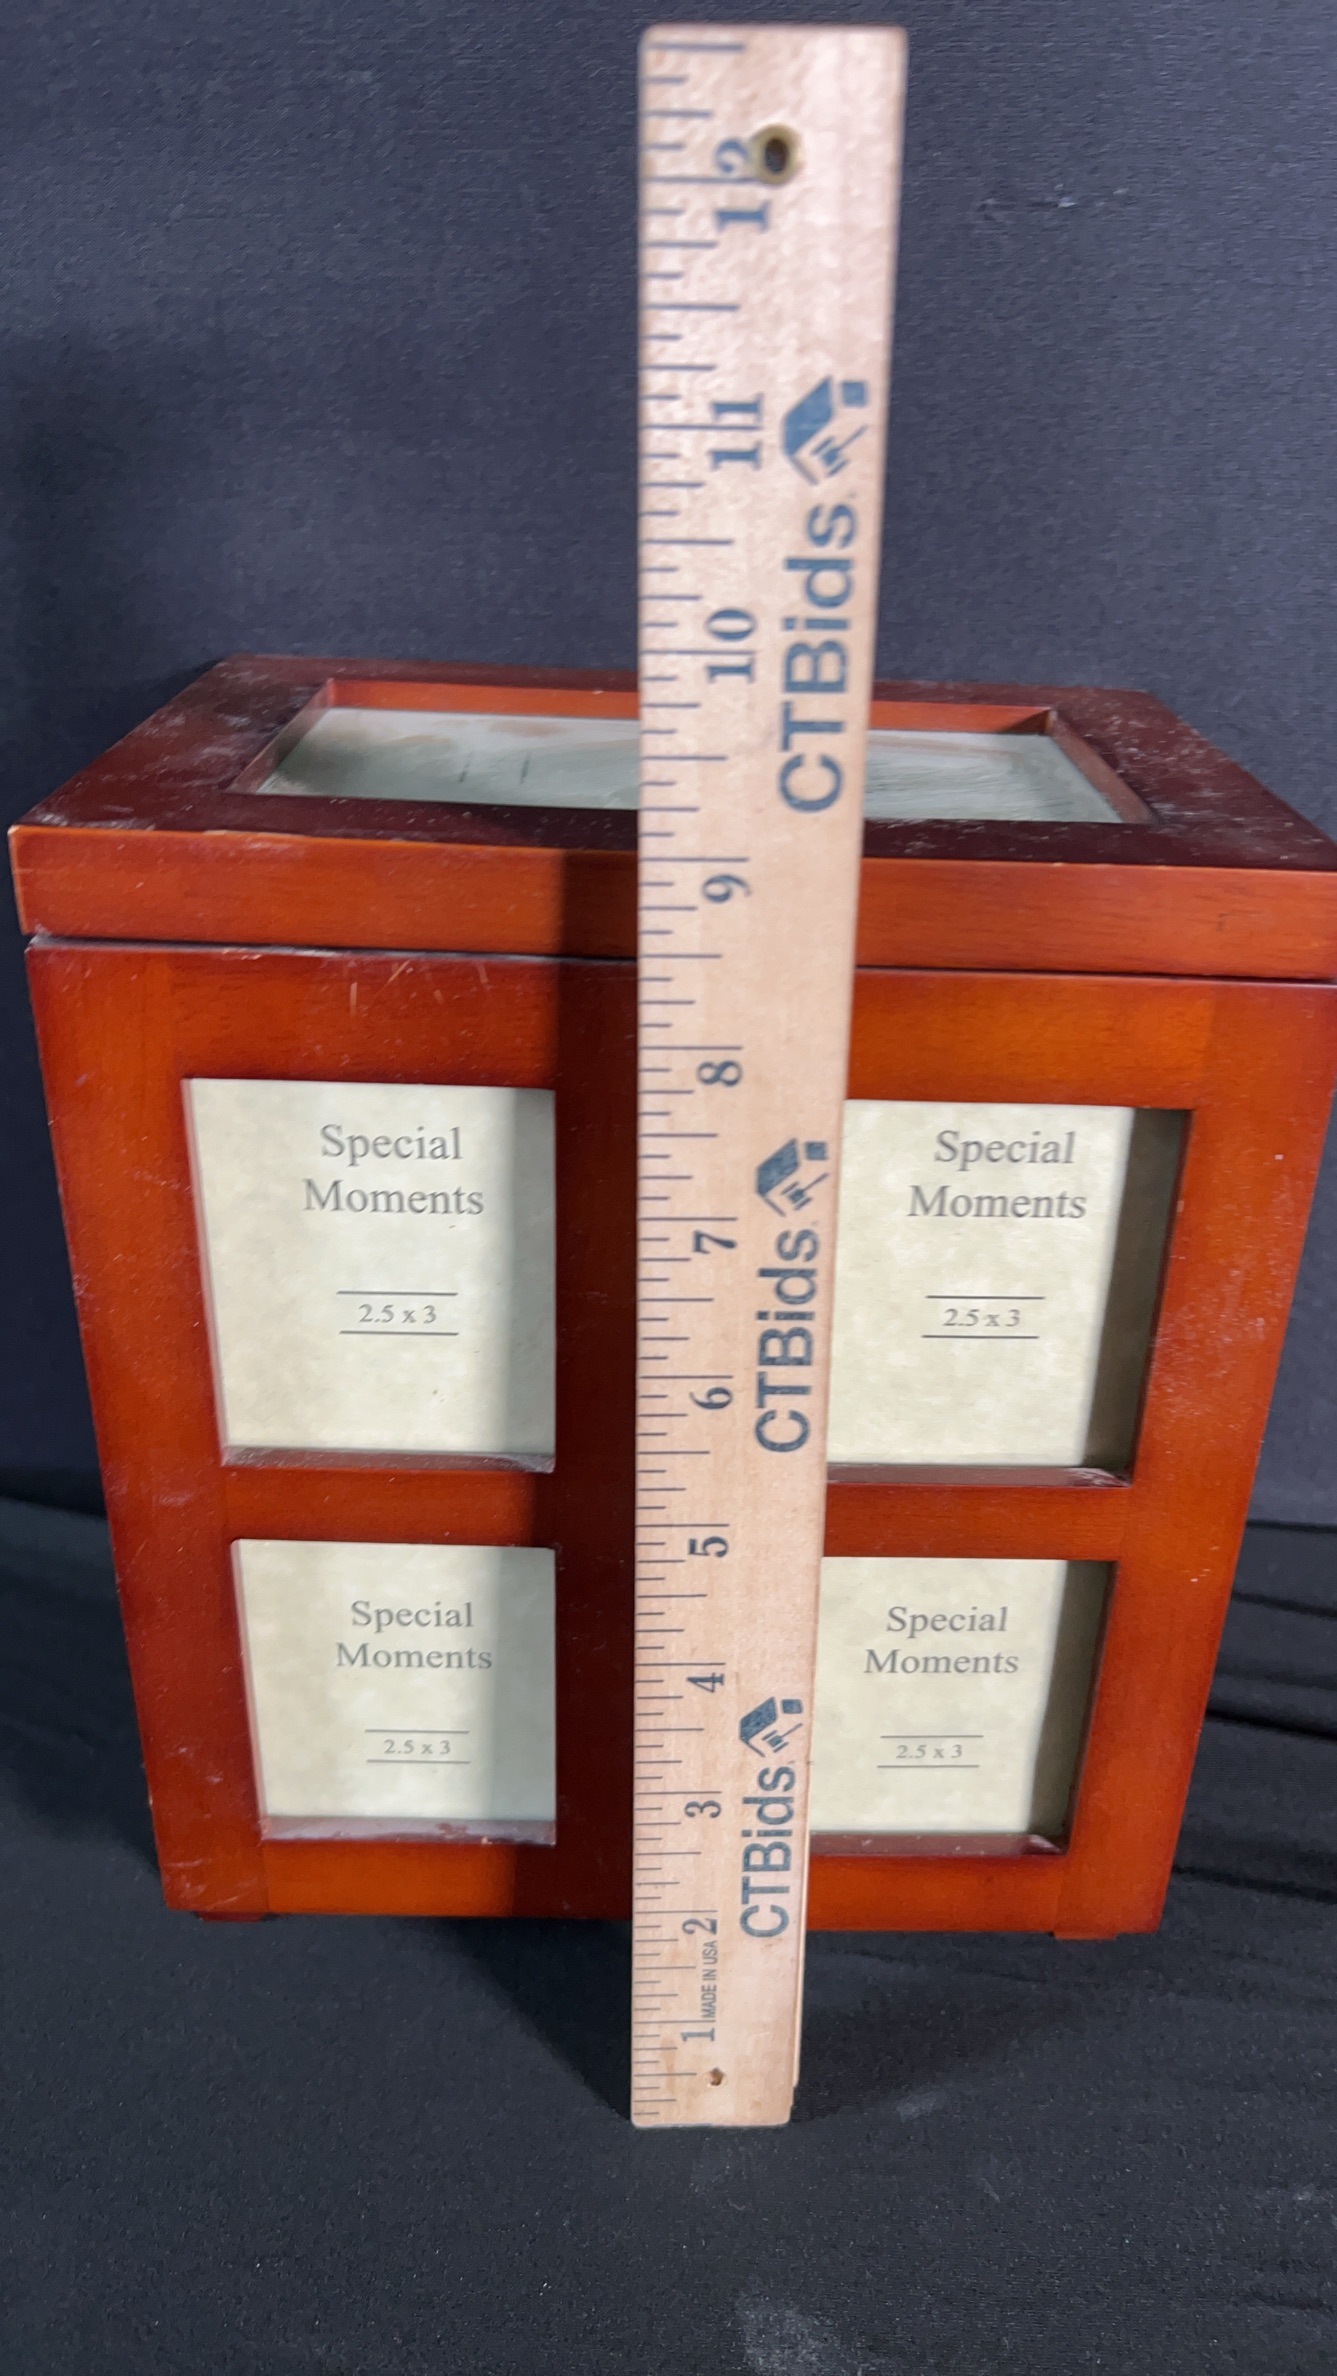 12
11
10
9
8
7
6
5
4
3
2
1
CTBids.
CTBids.
CTBids.
MADE IN USA
Special
Moments
2.5 x 3
Special
Moments
2.5 x 3
Special
Moments
2.5 x 3
Special
Moments
2.5 x 3